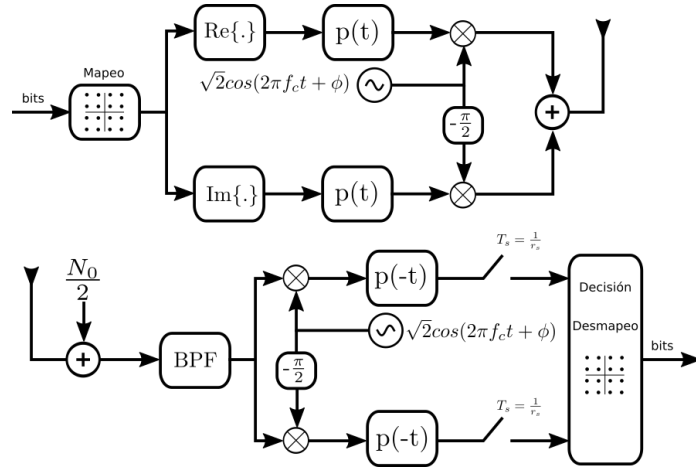 Re{.}
p(t)
Mapeo
√2cos(2πf_ct + ϕ)
bits
-π/2
+
Im{.}
p(t)
T_s = 1/r_s
N_0/2
p(-t)
Decisión
Desmapeo
BPF
√2cos(2πf_ct + ϕ)
+
bits
-π/2
T_s = 1/r_s
p(-t)